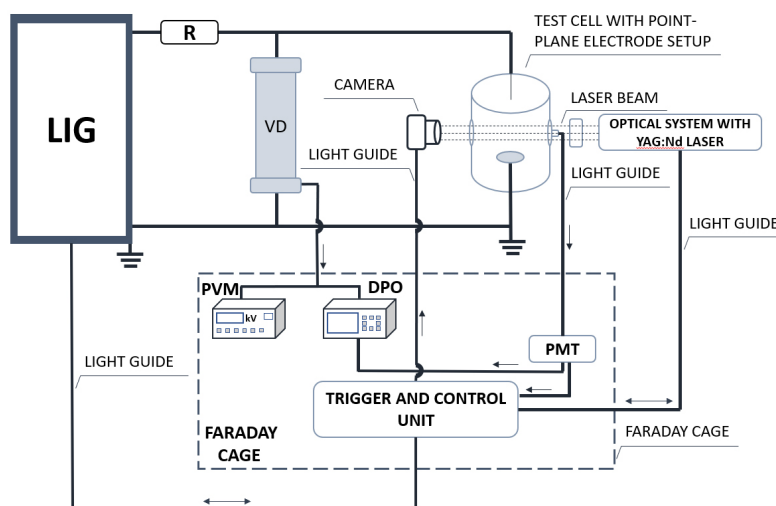 TEST CELL WITH POINT-
PLANE ELECTRODE SETUP
R
LIG
VD
CAMERA
LASER BEAM
OPTICAL SYSTEM WITH
YAG:Nd LASER
LIGHT GUIDE
LIGHT GUIDE
LIGHT GUIDE
PVM
DPO
kV
PMT
LIGHT GUIDE
TRIGGER AND CONTROL
UNIT
FARADAY
CAGE
FARADAY CAGE